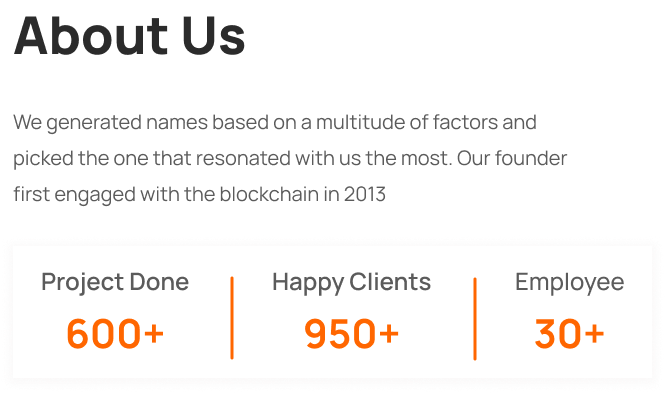 About Us
We generated names based on a multitude of factors and
picked the one that resonated with us the most. Our founder
first engaged with the blockchain in 2013
Project Done
600+
Happy Clients
950+
Employee
30+